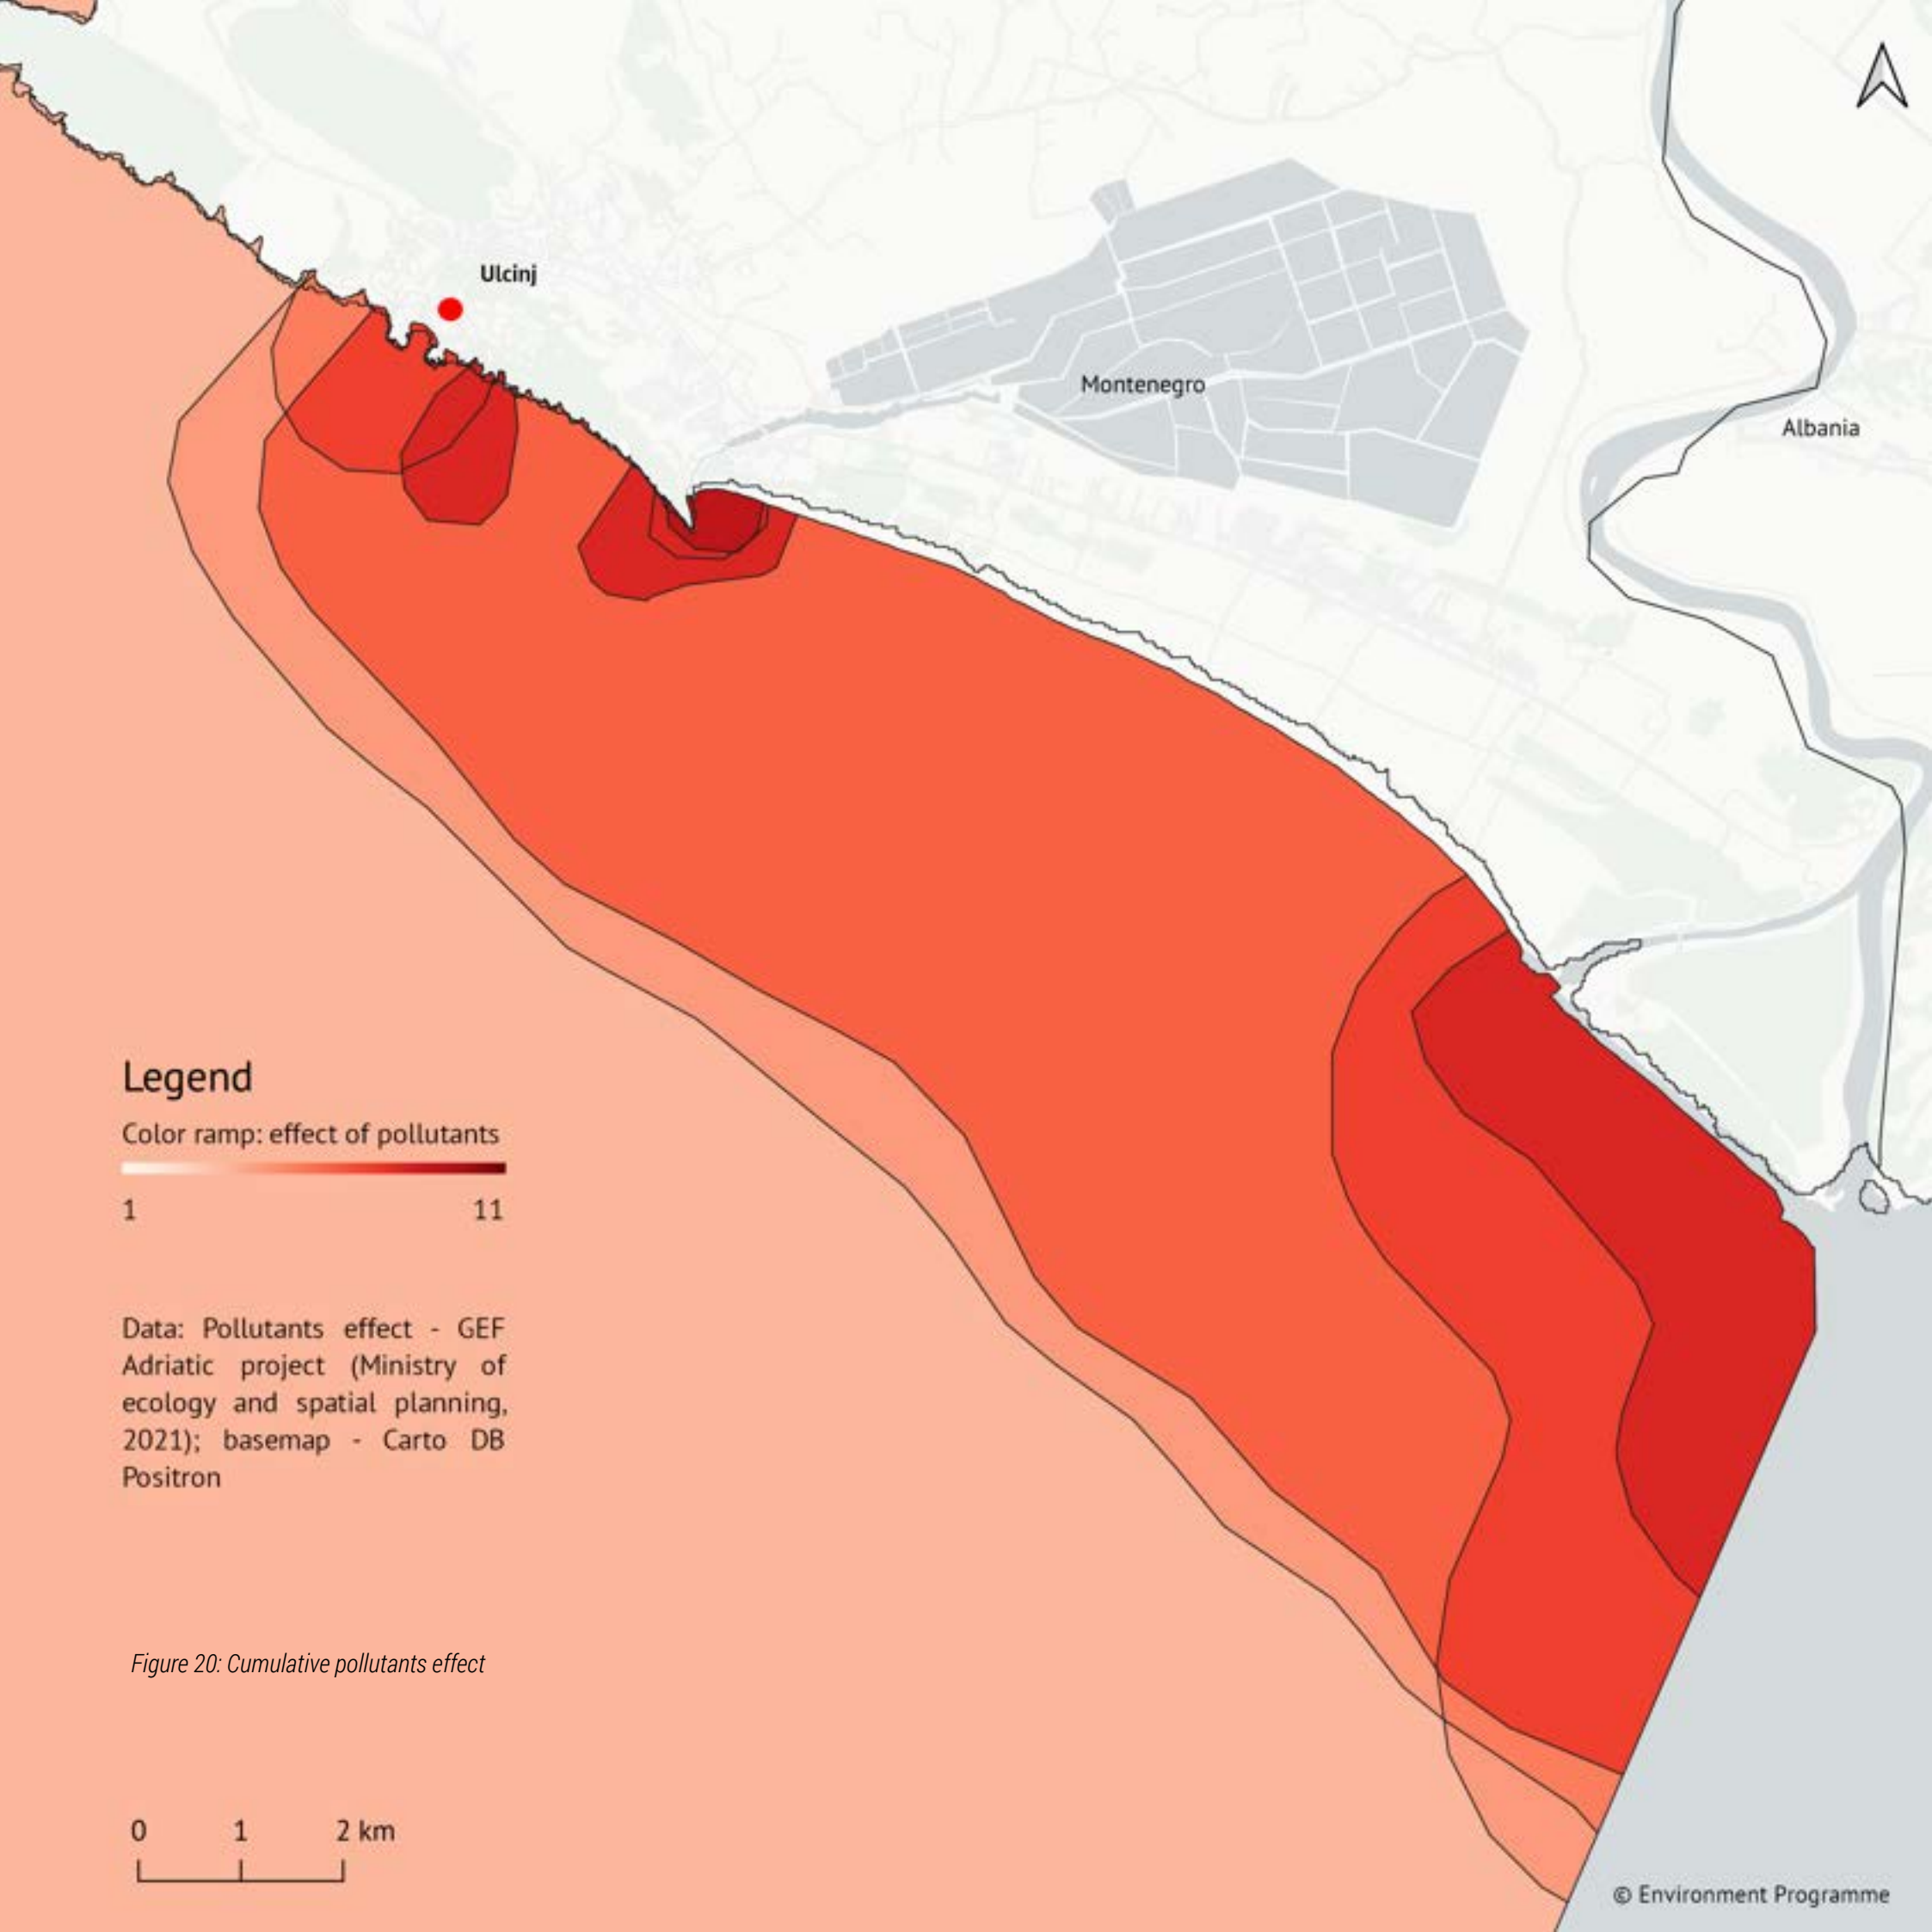 Ulcinj
Montenegro
Albania
Legend
Color ramp: effect of pollutants
1 11
Data: Pollutants effect - GEF
Adriatic project (Ministry of
ecology and spatial planning,
2021); basemap - Carto DB
Positron
Figure 20: Cumulative pollutants effect
0 1 2 km
© Environment Programme